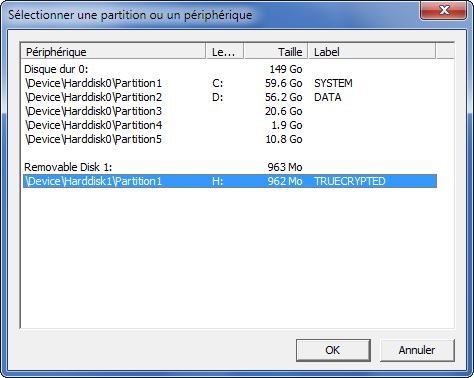 Sélectionner une partition ou un périphérique
Périphérique Le... Taille Label
Disque dur 0: 149 Go
\Device\Harddisk0\Partition1 C: 59.6 Go SYSTEM
\Device\Harddisk0\Partition2 D: 56.2 Go DATA
\Device\Harddisk0\Partition3 20.6 Go
\Device\Harddisk0\Partition4 1.9 Go
\Device\Harddisk0\Partition5 10.8 Go
Removable Disk 1: 963 Mo
\Device\Harddisk1\Partition1 H: 962 Mo TRUECRYPTED
OK Annuler